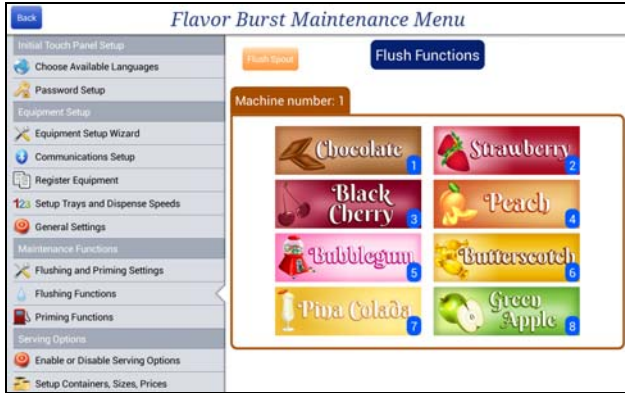 Back
Flavor Burst Maintenance Menu
Initial Touch Panel Setup
Choose Available Languages
Password Setup
Equipment Setup
Equipment Setup Wizard
Communications Setup
Register Equipment
123 Setup Trays and Dispense Speeds
General Settings
Maintenance Functions
Flushing and Priming Settings
Flushing Functions
Priming Functions
Serving Options
Enable or Disable Serving Options
Setup Containers, Sizes, Prices
Flush Spout
Flush Functions
Machine number: 1
Chocolate 1
Strawberry 2
Black
Cherry 3
Peach 4
Bubblegum 5
Butterscotch 6
Pina Colada 7
Green
Apple 8